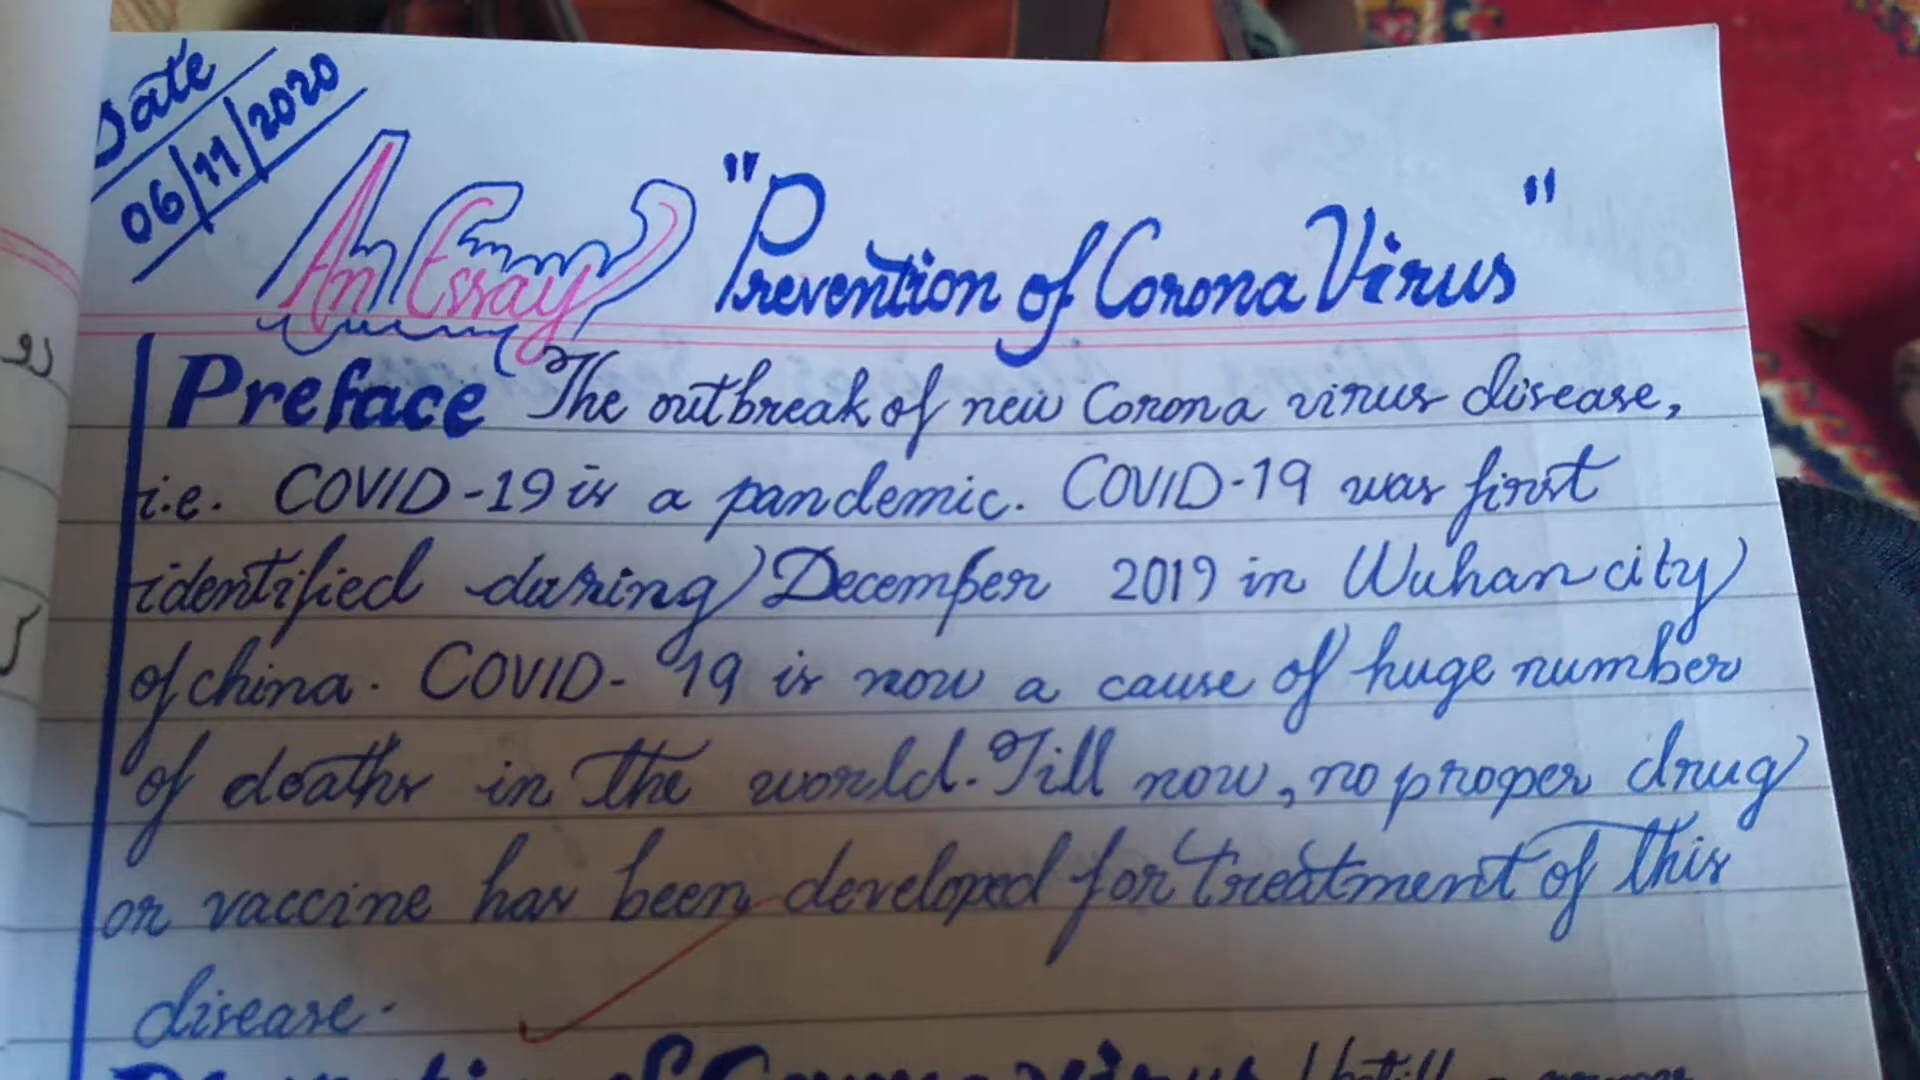 Date
06/11/2020
An Essay "Prevention of Corona Virus"
Preface The outbreak of new Corona virus disease,
i.e. COVID-19 is a pandemic. COVID-19 was first
identified during December 2019 in Wuhan city
of china. COVID-19 is now a cause of huge number
of deaths in the world. Till now, no proper drug
or vaccine has been developed for treatment of this
disease.
of Corona virus